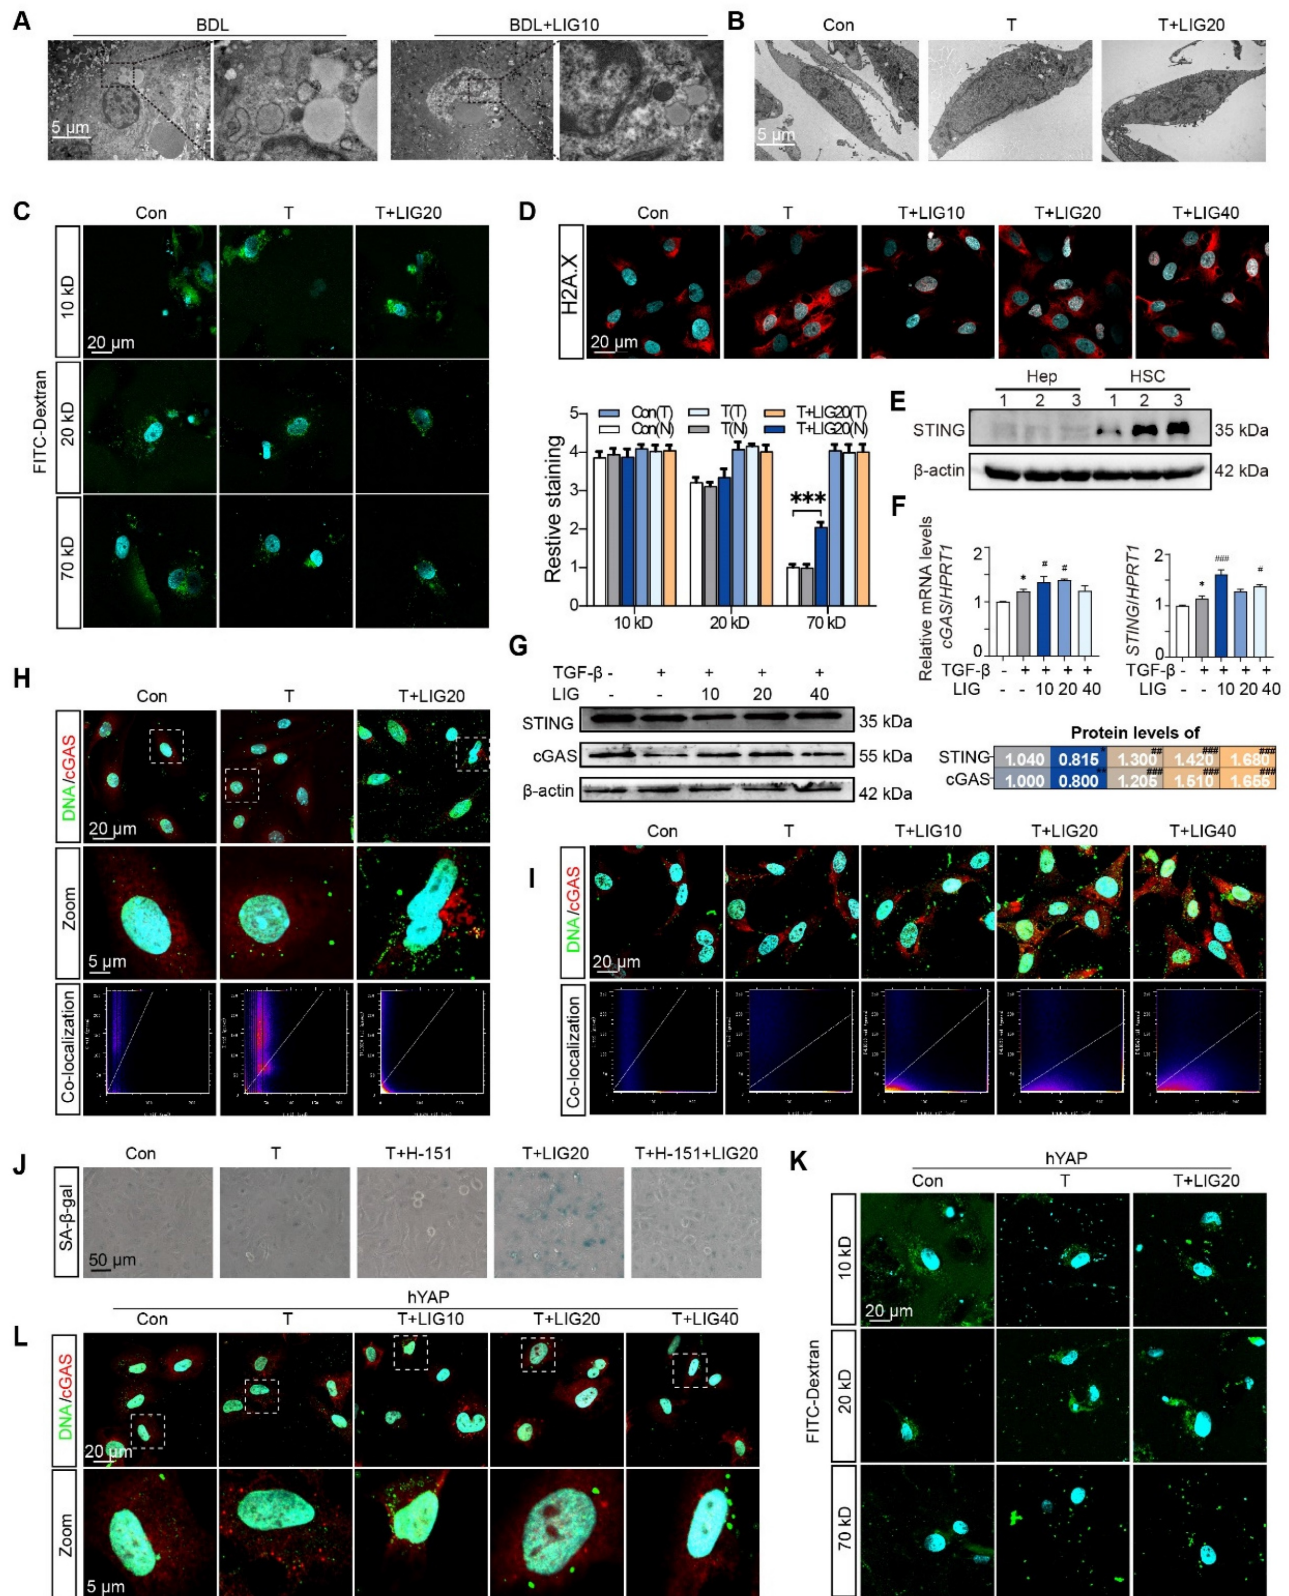 A
BDL
BDL+LIG10
5 µm
B
Con
T
T+LIG20
5 µm
C
Con
T
T+LIG20
FITC-Dextran
10 kD
20 µm
20 kD
70 kD
D
Con
T
T+LIG10
T+LIG20
T+LIG40
H2A.X
20 µm
Restive staining
5
4
3
2
1
0
Con(T)
T(T)
T+LIG20(T)
Con(N)
T(N)
T+LIG20(N)
***
10 kD
20 kD
70 kD
E
Hep
HSC
1 2 3 1 2 3
STING
35 kDa
β-actin
42 kDa
F
Relative mRNA levels
cGAS/HPRT1
2
1
0
* # #
TGF-β - + + + +
LIG - - 10 20 40
STING/HPRT1
2
1
0
* ### #
TGF-β - + + + +
LIG - - 10 20 40
G
TGF-β - + + + +
LIG - - 10 20 40
STING
35 kDa
cGAS
55 kDa
β-actin
42 kDa
Protein levels of
STING 1.040 0.815* 1.300## 1.420### 1.680###
cGAS 1.000 0.800** 1.205### 1.510### 1.665###
H
Con
T
T+LIG20
DNA/cGAS
20 µm
Zoom
5 µm
Co-localization
I
Con
T
T+LIG10
T+LIG20
T+LIG40
DNA/cGAS
20 µm
Co-localization
J
Con
T
T+H-151
T+LIG20
T+H-151+LIG20
SA-β-gal
50 µm
K
hYAP
Con
T
T+LIG20
FITC-Dextran
10 kD
20 µm
20 kD
70 kD
L
hYAP
Con
T
T+LIG10
T+LIG20
T+LIG40
DNA/cGAS
20 µm
Zoom
5 µm